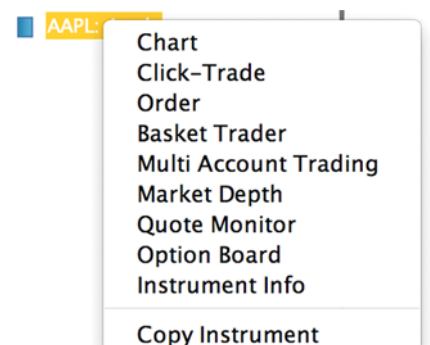 AAPL:
Chart
Click-Trade
Order
Basket Trader
Multi Account Trading
Market Depth
Quote Monitor
Option Board
Instrument Info
Copy Instrument